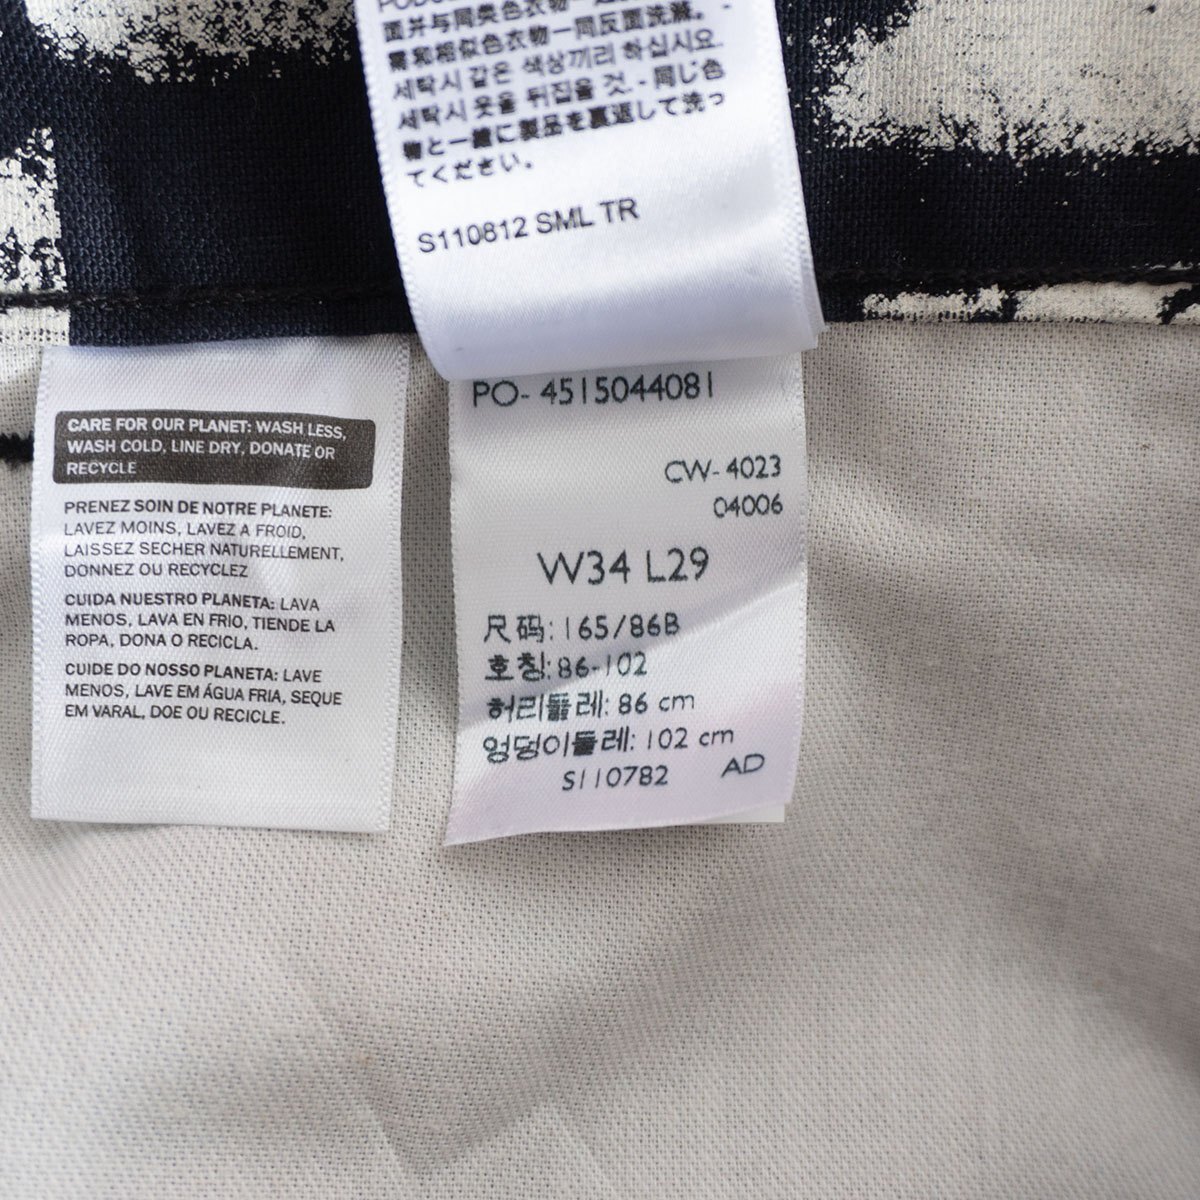 面并与同类色衣物一
需和相似色衣物一同反面洗滌。-
세탁시 같은 색상끼리 하십시오.
세탁시 옷을 뒤집을 것. - 同じ色
物と一緒に製品を裏返して洗っ
てください。
S110812 SML TR
CARE FOR OUR PLANET: WASH LESS,
WASH COLD, LINE DRY, DONATE OR
RECYCLE
PRENEZ SOIN DE NOTRE PLANETE:
LAVEZ MOINS, LAVEZ A FROID,
LAISSEZ SECHER NATURELLEMENT,
DONNEZ OU RECYCLEZ
CUIDA NUESTRO PLANETA: LAVA
MENOS, LAVA EN FRIO, TIENDE LA
ROPA, DONA O RECICLA.
CUIDE DO NOSSO PLANETA: LAVE
MENOS, LAVE EM ÁGUA FRIA, SEQUE
EM VARAL, DOE OU RECICLE.
PO- 4515044081
CW- 4023
04006
W34 L29
尺码: 165/86B
호칭: 86-102
허리둘레: 86 cm
엉덩이둘레: 102 cm
S110782 AD